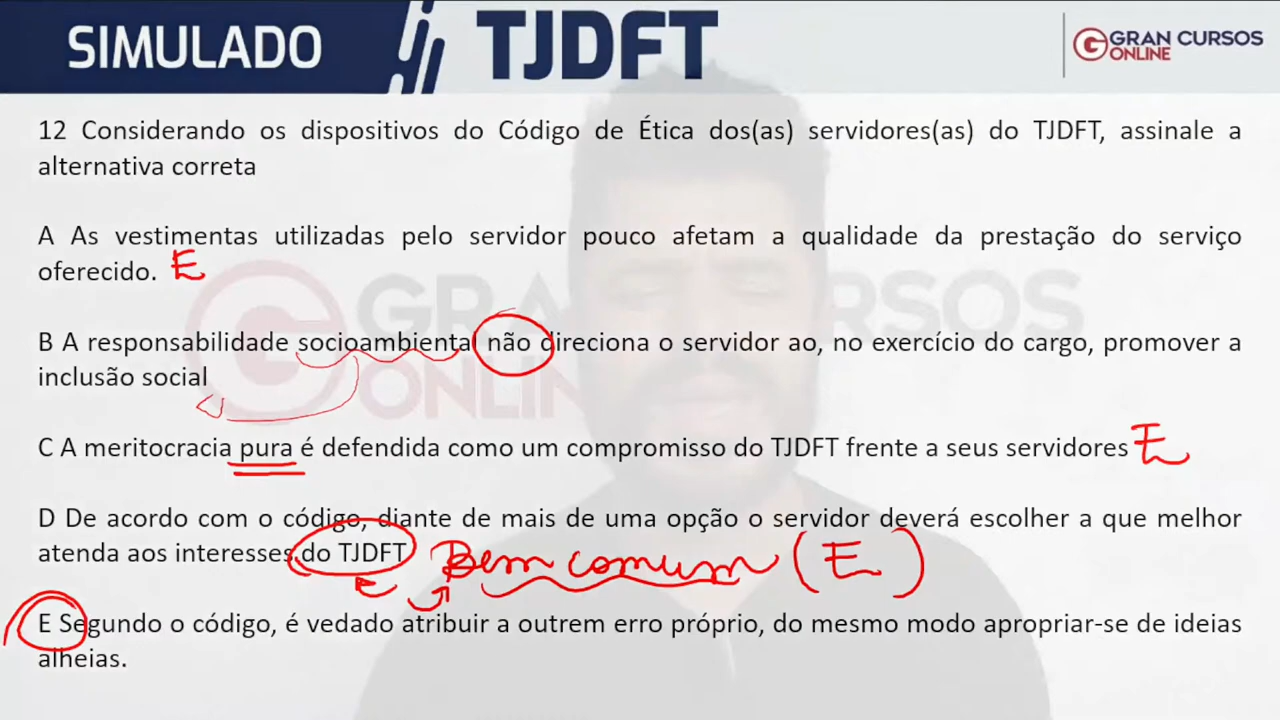 SIMULADO TJDFT GRAN CURSOS
ONLINE
12 Considerando os dispositivos do Código de Ética dos(as) servidores(as) do TJDFT, assinale a
alternativa correta
A As vestimentas utilizadas pelo servidor pouco afetam a qualidade da prestação do serviço
oferecido. E
GRAN CURSOS
ONLINE
B A responsabilidade socioambiental não direciona o servidor ao, no exercício do cargo, promover a
inclusão social
C A meritocracia pura é defendida como um compromisso do TJDFT frente a seus servidores E
D De acordo com o código, diante de mais de uma opção o servidor deverá escolher a que melhor
atenda aos interesses do TJDFT Bem comum (E)
E Segundo o código, é vedado atribuir a outrem erro próprio, do mesmo modo apropriar-se de ideias
alheias.